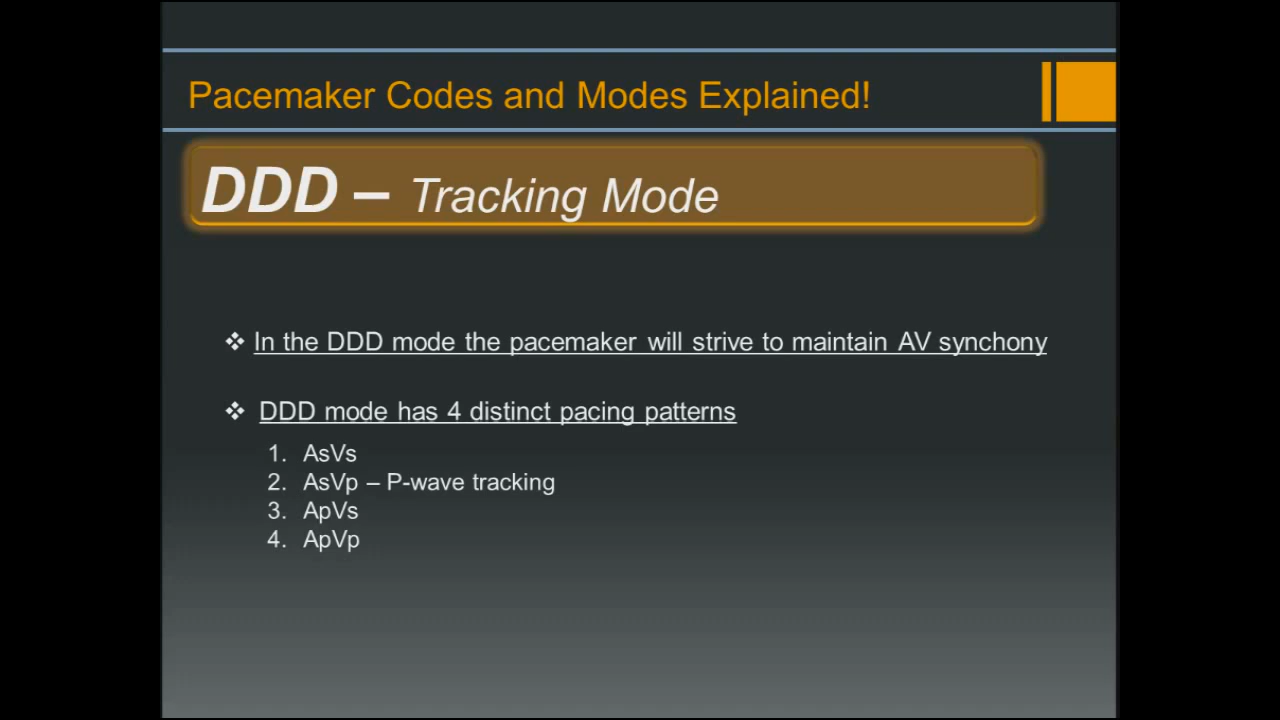 Pacemaker Codes and Modes Explained!
DDD – Tracking Mode
❖ In the DDD mode the pacemaker will strive to maintain AV synchony
❖ DDD mode has 4 distinct pacing patterns
1. AsVs
2. AsVp – P-wave tracking
3. ApVs
4. ApVp